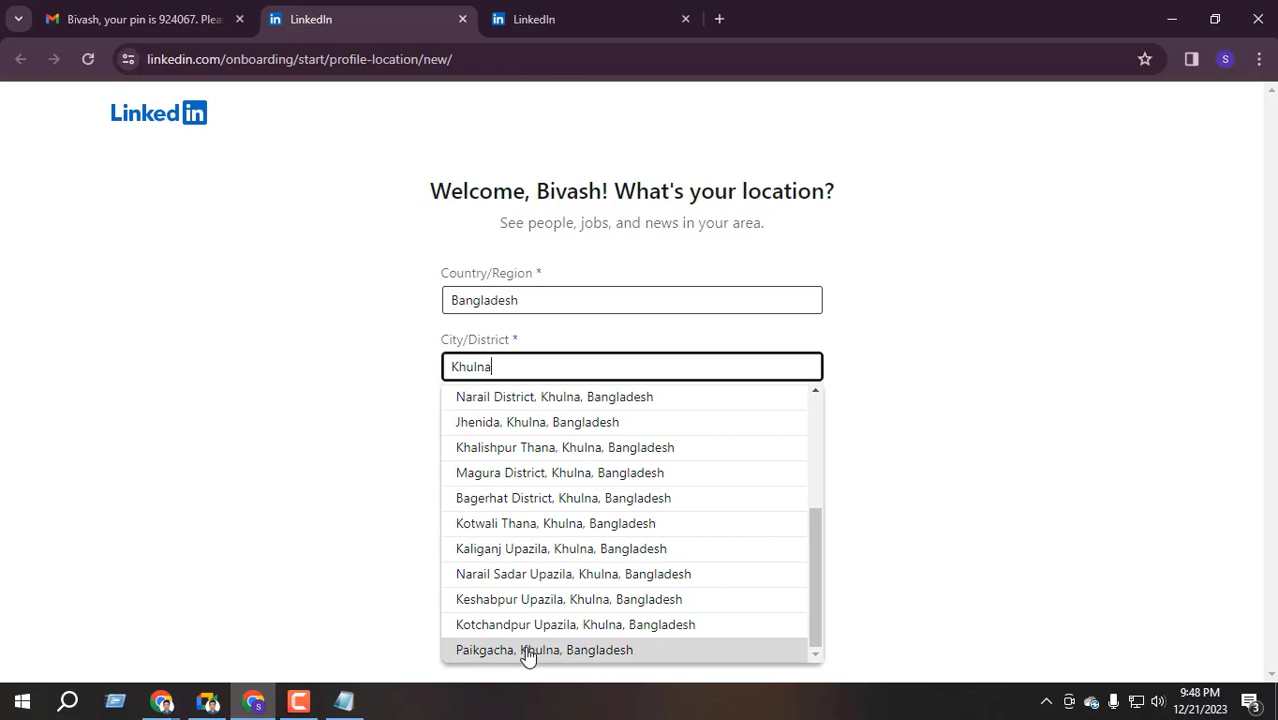 Bivash, your pin is 924067. Plea
LinkedIn
LinkedIn
linkedin.com/onboarding/start/profile-location/new/
S
Linked in
Welcome, Bivash! What's your location?
See people, jobs, and news in your area.
Country/Region *
Bangladesh
City/District *
Khulna
Narail District, Khulna, Bangladesh
Jhenida, Khulna, Bangladesh
Khalishpur Thana, Khulna, Bangladesh
Magura District, Khulna, Bangladesh
Bagerhat District, Khulna, Bangladesh
Kotwali Thana, Khulna, Bangladesh
Kaliganj Upazila, Khulna, Bangladesh
Narail Sadar Upazila, Khulna, Bangladesh
Keshabpur Upazila, Khulna, Bangladesh
Kotchandpur Upazila, Khulna, Bangladesh
Paikgacha, Khulna, Bangladesh
9:48 PM
12/21/2023
3